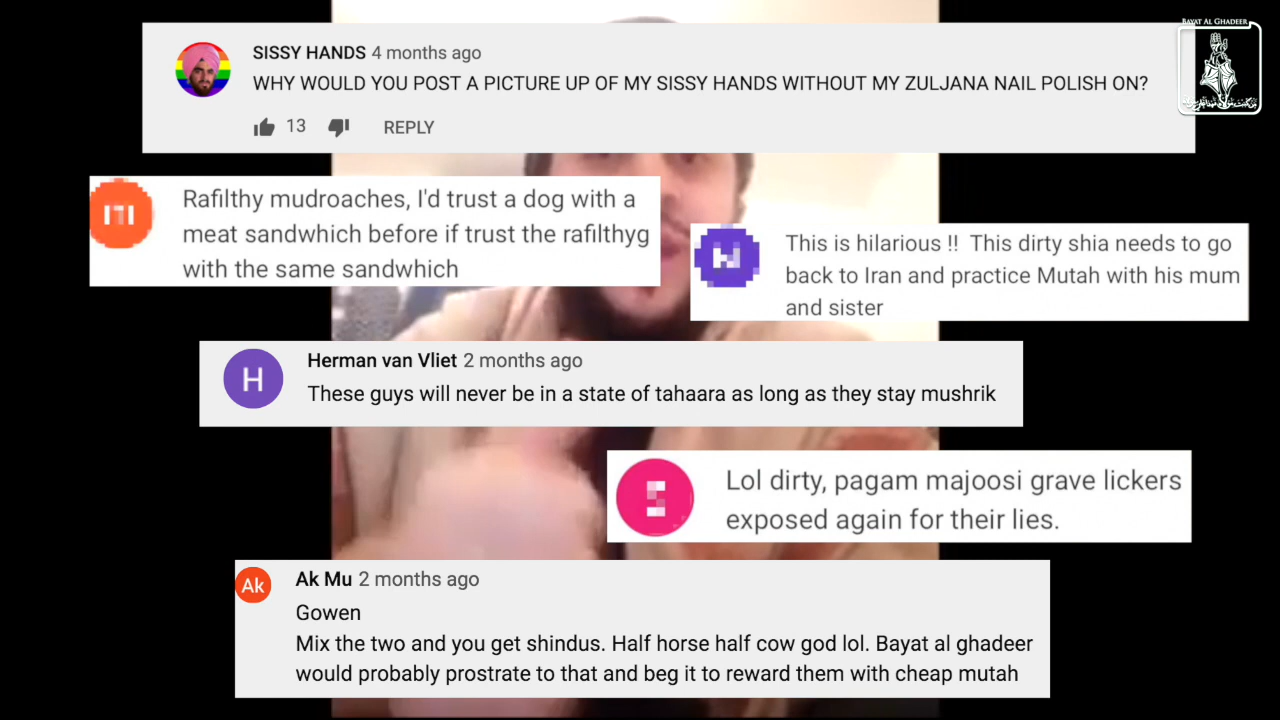 BAYAT AL GHADEER
SISSY HANDS 4 months ago
WHY WOULD YOU POST A PICTURE UP OF MY SISSY HANDS WITHOUT MY ZULJANA NAIL POLISH ON?
13 REPLY
Rafilthy mudroaches, I'd trust a dog with a
meat sandwhich before if trust the rafilthyg
with the same sandwhich
This is hilarious !! This dirty shia needs to go
back to Iran and practice Mutah with his mum
and sister
H
Herman van Vliet 2 months ago
These guys will never be in a state of tahaara as long as they stay mushrik
Lol dirty, pagam majoosi grave lickers
exposed again for their lies.
Ak
Ak Mu 2 months ago
Gowen
Mix the two and you get shindus. Half horse half cow god lol. Bayat al ghadeer
would probably prostrate to that and beg it to reward them with cheap mutah